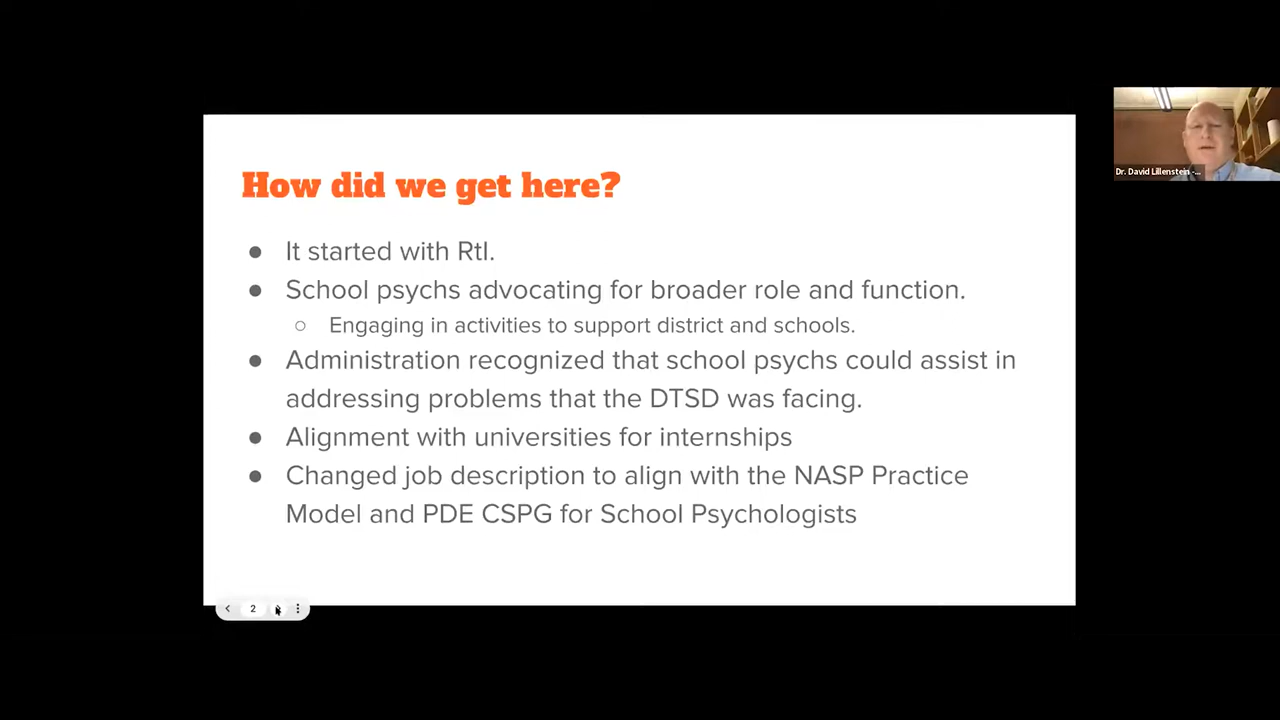 How did we get here?
● It started with RtI.
● School psychs advocating for broader role and function.
○ Engaging in activities to support district and schools.
● Administration recognized that school psychs could assist in
addressing problems that the DTSD was facing.
● Alignment with universities for internships
● Changed job description to align with the NASP Practice
Model and PDE CSPG for School Psychologists
Dr. David Lillenstein -...
2